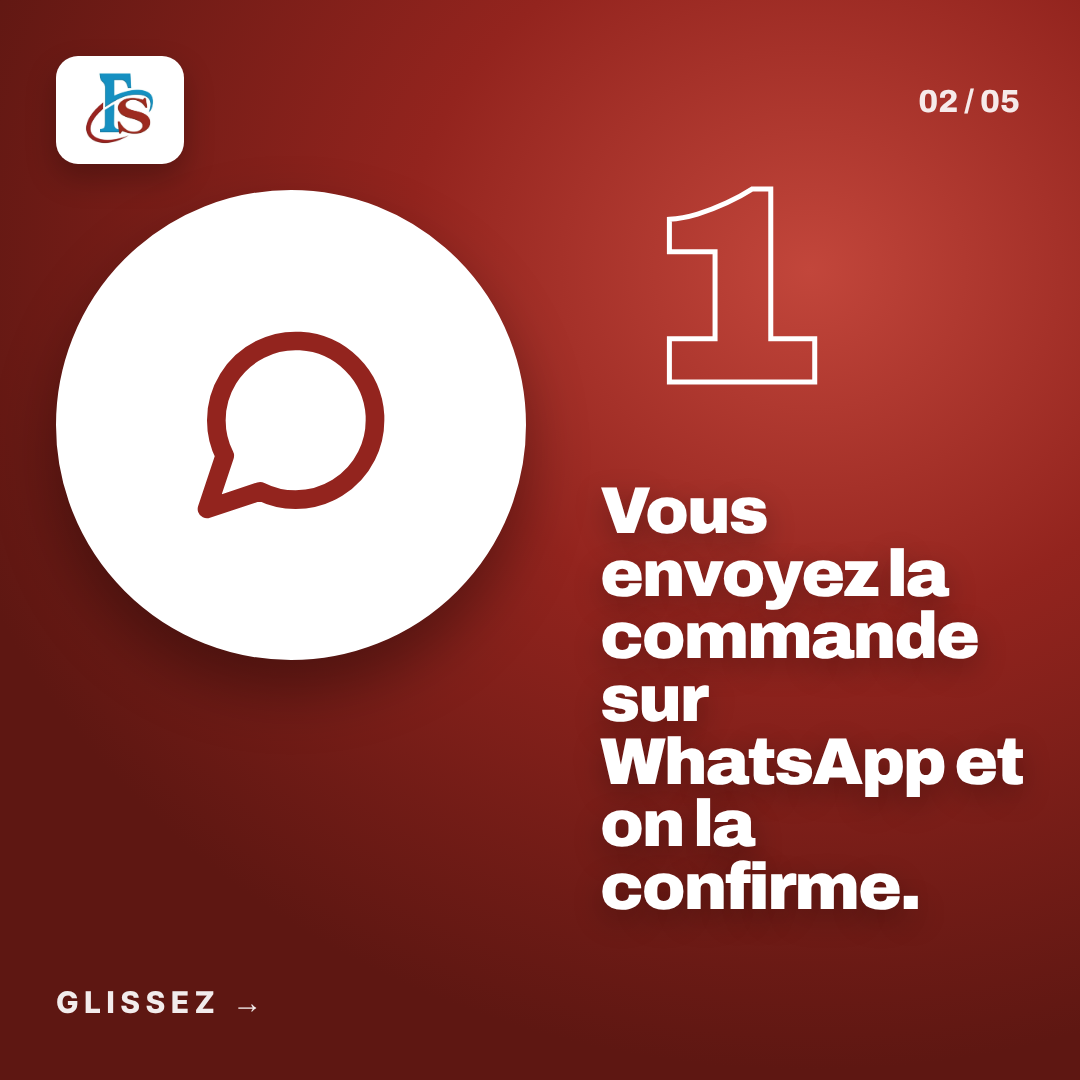 FS
02 / 05
1
Vous
envoyez la
commande
sur
WhatsApp et
on la
confirme.
GLISSEZ →